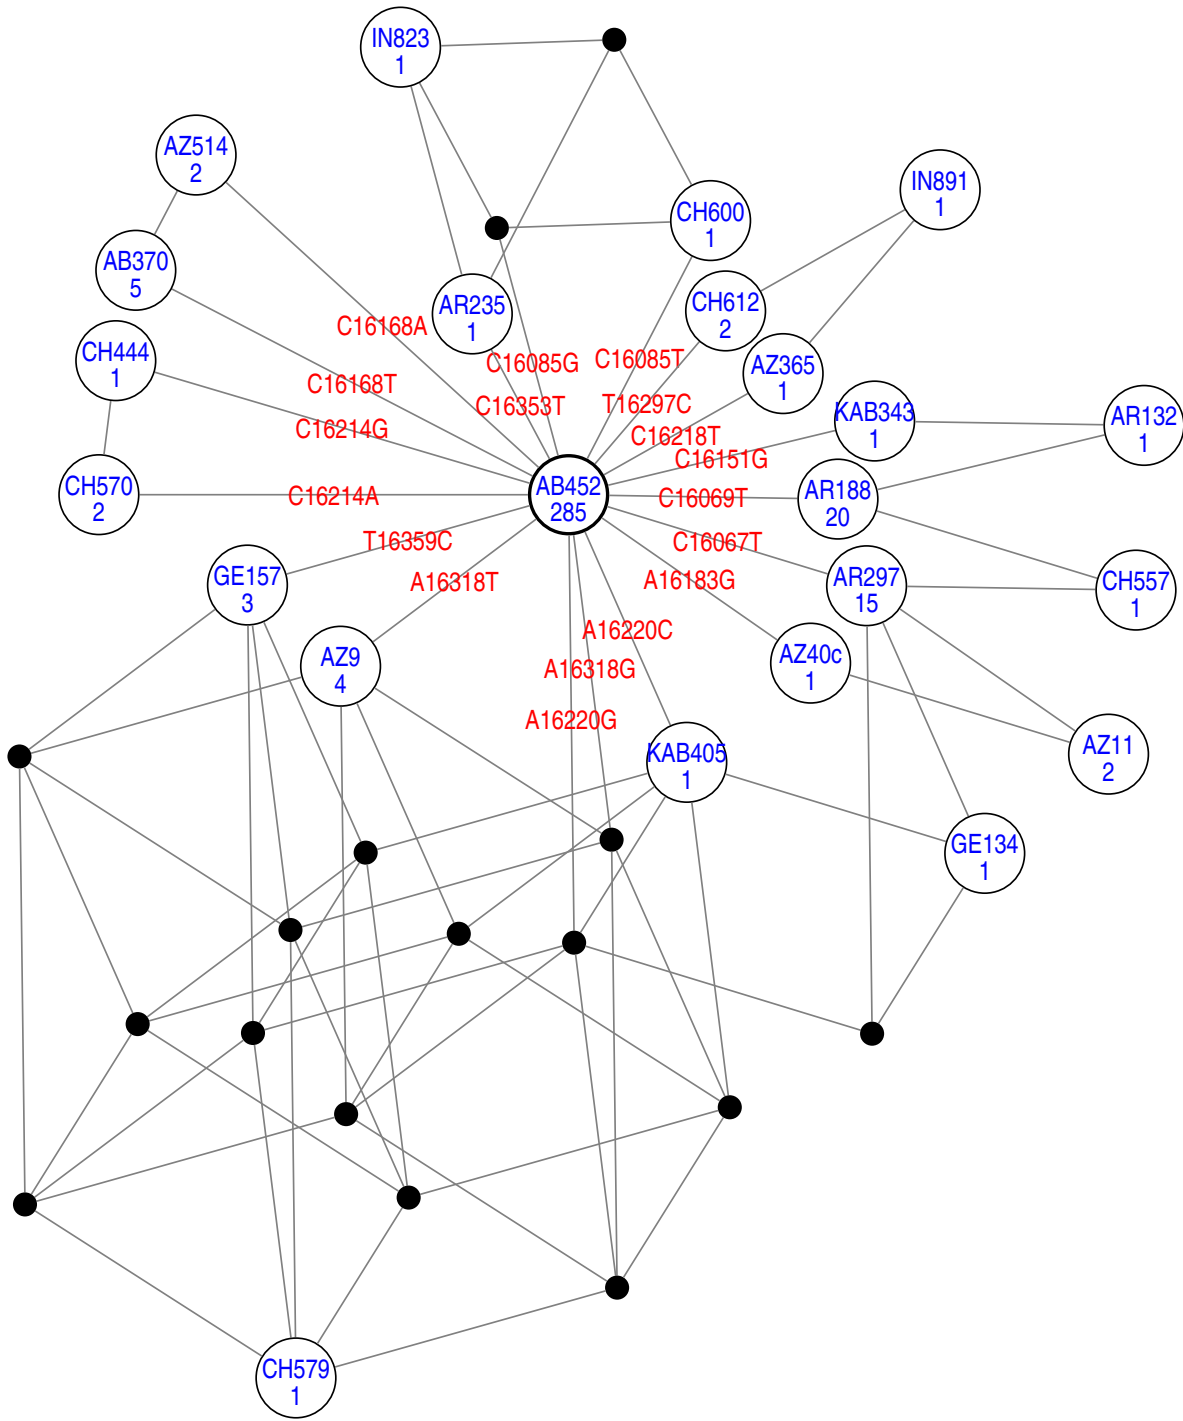 IN823
1
AZ514
2
IN891
1
CH600
1
AB370
5
AR235
1
CH612
2
C16168A
CH444
1
C16085G
C16085T
AZ365
1
C16168T
C16353T
T16297C
KAB343
1
AR132
1
C16214G
C16218T
C16151G
CH570
2
C16214A
AB452
285
C16069T
AR188
20
T16359C
C16067T
GE157
3
A16318T
A16183G
AR297
15
CH557
1
A16220C
AZ9
4
A16318G
AZ40c
1
A16220G
KAB405
1
AZ11
2
GE134
1
CH579
1